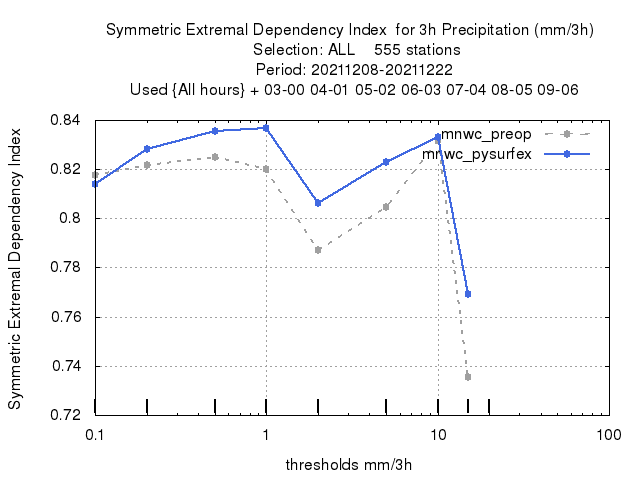 Symmetric Extremal Dependency Index  for 3h Precipitation (mm/3h)
Selection: ALL    555 stations
Period: 20211208-20211222
Used {All hours} + 03-00 04-01 05-02 06-03 07-04 08-05 09-06
0.84
mnwc_preop
mnwc_pysurfex
0.82
0.8
0.78
0.76
0.74
0.72
Symmetric Extremal Dependency Index
0.1 1 10 100
thresholds mm/3h